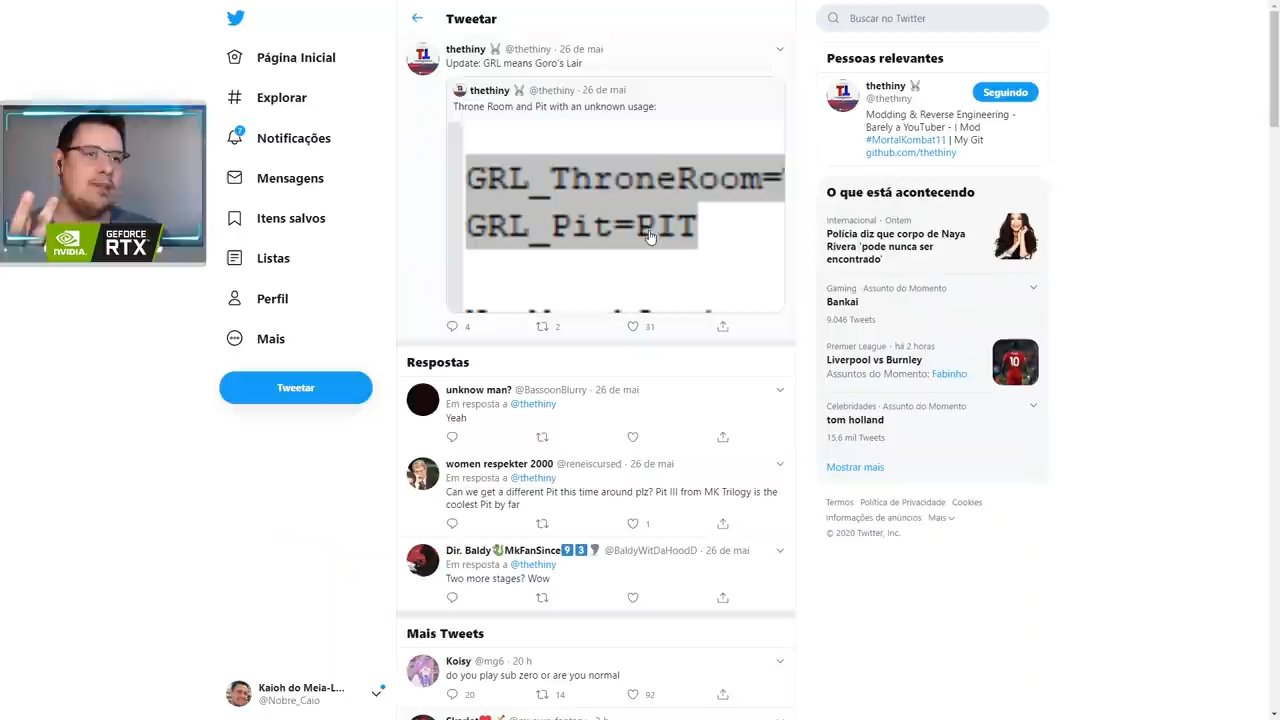 Tweetar
Buscar no Twitter
Página Inicial
Explorar
7
Notificações
Mensagens
Itens salvos
Listas
Perfil
Mais
Tweetar
NVIDIA.
GEFORCE
RTX
Kaioh do Meia-L...
@Nobre_Caio
thethiny @thethiny · 26 de mai
Update: GRL means Goro's Lair
thethiny @thethiny · 26 de mai
Throne Room and Pit with an unknown usage:
GRL_ThroneRoom=
GRL_Pit=PIT
4 2 31
Respostas
unknow man? @BassoonBlurry · 26 de mai
Em resposta a @thethiny
Yeah
women respekter 2000 @reneiscursed · 26 de mai
Em resposta a @thethiny
Can we get a different Pit this time around plz? Pit III from MK Trilogy is the
coolest Pit by far
1
Dir. Baldy MkFanSince 9 3 @BaldyWitDaHoodD · 26 de mai
Em resposta a @thethiny
Two more stages? Wow
Mais Tweets
Koisy @mg6 · 20 h
do you play sub zero or are you normal
20 14 92
Pessoas relevantes
thethiny
@thethiny
Seguindo
Modding & Reverse Engineering -
Barely a YouTuber - I Mod
#MortalKombat11 | My Git
github.com/thethiny
O que está acontecendo
Internacional · Ontem
Polícia diz que corpo de Naya
Rivera 'pode nunca ser
encontrado'
Gaming · Assunto do Momento
Bankai
9.046 Tweets
Premier League · há 2 horas
Liverpool vs Burnley
Assuntos do Momento: Fabinho
10
Celebridades · Assunto do Momento
tom holland
15,6 mil Tweets
Mostrar mais
Termos Política de Privacidade Cookies
Informações de anúncios Mais
© 2020 Twitter, Inc.